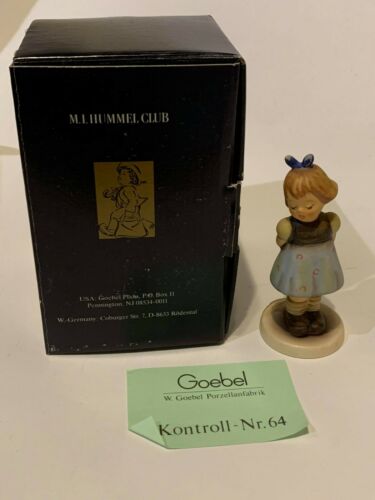 M.I. HUMMEL CLUB
USA: Goebel Plaza, P.O. Box 11
Pennington, NJ 08534-0011
W.-Germany: Coburger Str. 7, D-8633 Rödental
Goebel
W. Goebel Porzellanfabrik
Kontroll-Nr. 64